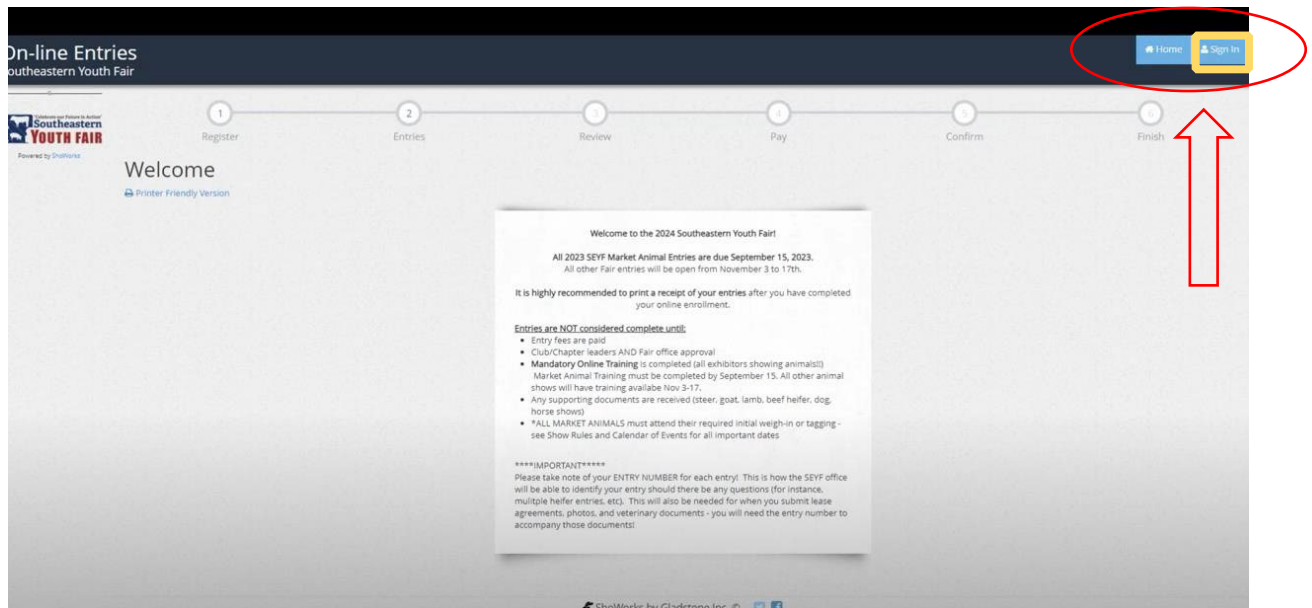 On-line Entries
Southeastern Youth Fair
Home
Sign In
1
2
3
4
5
6
Register
Entries
Review
Pay
Confirm
Finish
Southeastern
YOUTH FAIR
Powered by ShoWorks
Welcome
Printer Friendly Version
Welcome to the 2024 Southeastern Youth Fair!
All 2023 SEYF Market Animal Entries are due September 15, 2023.
All other Fair entries will be open from November 3 to 17th.
It is highly recommended to print a receipt of your entries after you have completed
your online enrollment.
Entries are NOT considered complete until:
• Entry fees are paid
• Club/Chapter leaders AND Fair office approval
• Mandatory Online Training is completed (all exhibitors showing animals!!)
Market Animal Training must be completed by September 15. All other animal
shows will have training availabe Nov 3-17.
• Any supporting documents are received (steer, goat, lamb, beef heifer, dog,
horse shows)
• *ALL MARKET ANIMALS must attend their required initial weigh-in or tagging -
see Show Rules and Calendar of Events for all important dates
****IMPORTANT*****
Please take note of your ENTRY NUMBER for each entry! This is how the SEYF office
will be able to identify your entry should there be any questions (for instance,
mulitple heifer entries, etc). This will also be needed for when you submit lease
agreements, photos, and veterinary documents - you will need the entry number to
accompany those documents!
ShoWorks by Gladstone Inc. ©